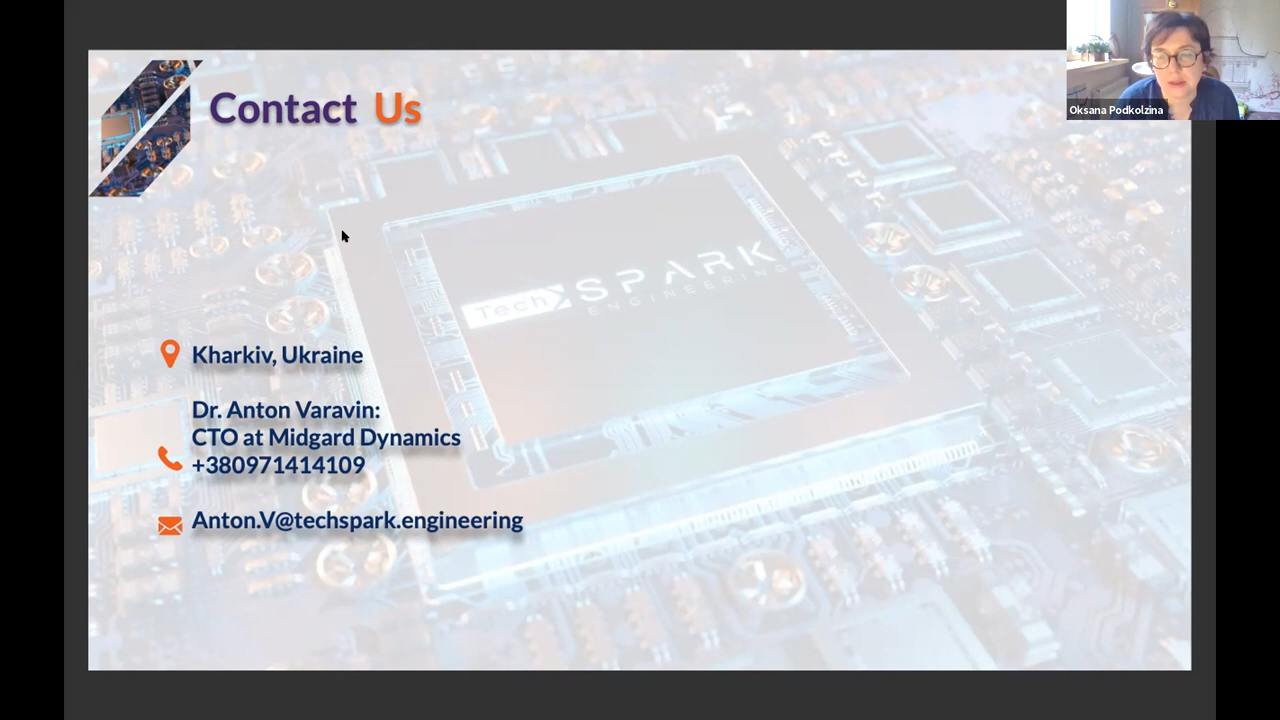 Contact Us
Oksana Podkolzina
Tech SPARK
ENGINEERING
Kharkiv, Ukraine
Dr. Anton Varavin:
CTO at Midgard Dynamics
+380971414109
Anton.V@techspark.engineering